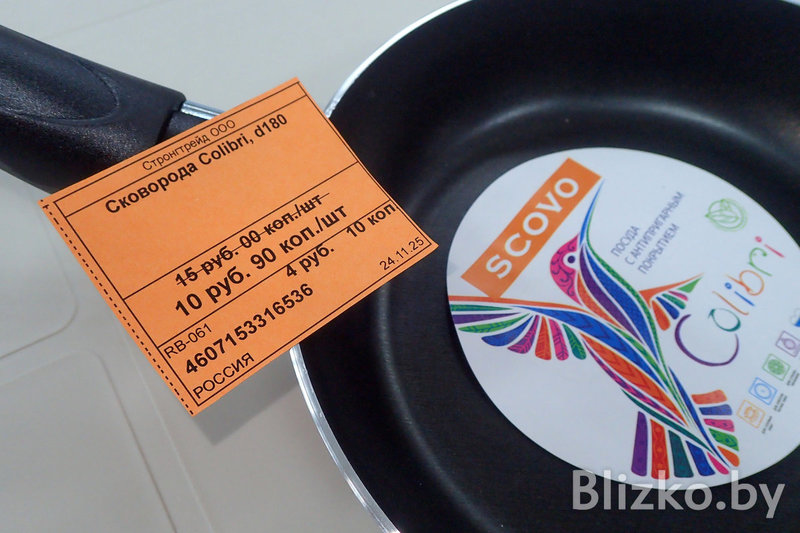 Стронгтрейд ООО
Сковорода Colibri, d180
15 руб. 00 коп./шт
10 руб. 90 коп./шт
4 руб. 10 коп
RB-061
24.11.25
4607153316536
РОССИЯ
SCOVO
ПОСУДА
С АНТИПРИГАРНЫМ
ПОКРЫТИЕМ
Colibri
Blizko.by